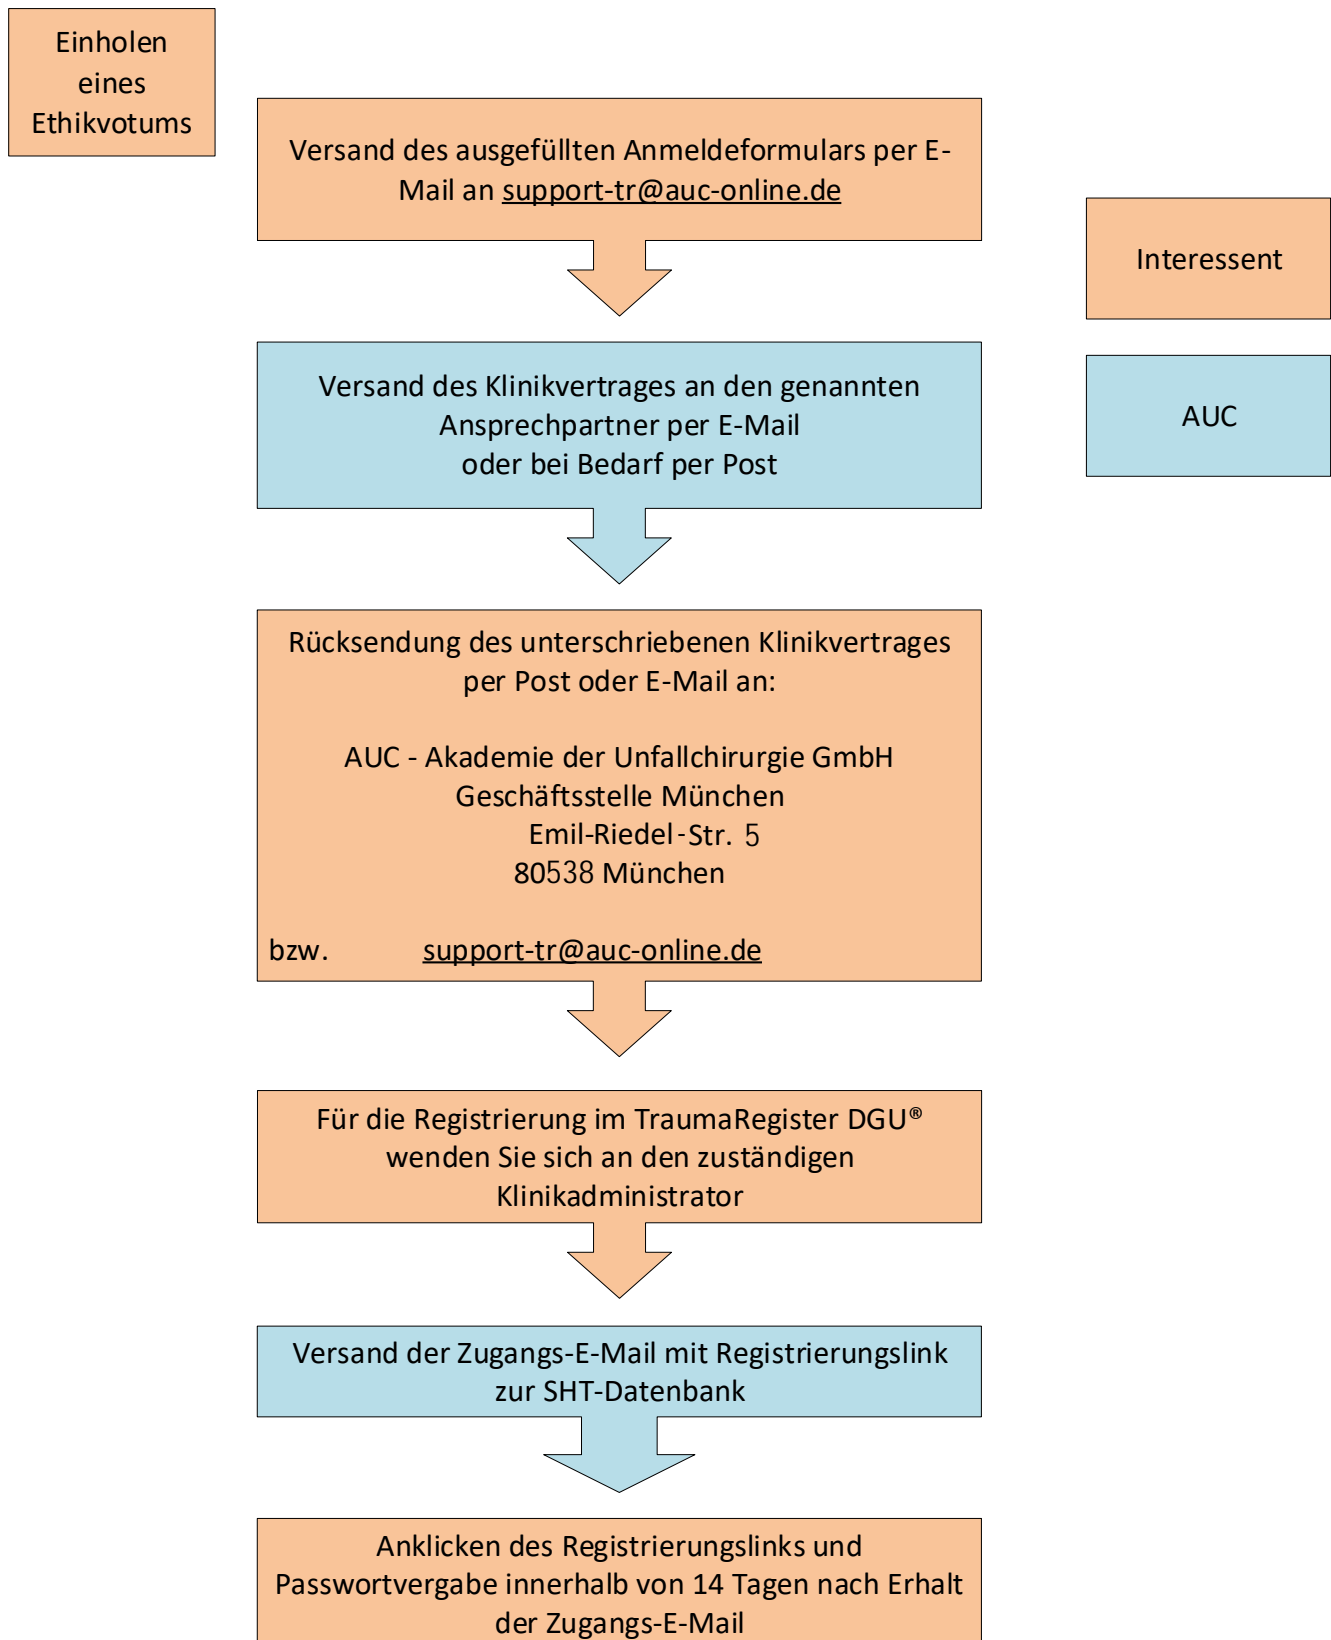 Einholen
eines
Ethikvotums
Versand des ausgefüllten Anmeldeformulars per E-
Mail an support-tr@auc-online.de
Interessent
Versand des Klinikvertrages an den genannten
Ansprechpartner per E-Mail
oder bei Bedarf per Post
AUC
Rücksendung des unterschriebenen Klinikvertrages
per Post oder E-Mail an:
AUC - Akademie der Unfallchirurgie GmbH
Geschäftsstelle München
Emil-Riedel-Str. 5
80538 München
bzw. support-tr@auc-online.de
Für die Registrierung im TraumaRegister DGU®
wenden Sie sich an den zuständigen
Klinikadministrator
Versand der Zugangs-E-Mail mit Registrierungslink
zur SHT-Datenbank
Anklicken des Registrierungslinks und
Passwortvergabe innerhalb von 14 Tagen nach Erhalt
der Zugangs-E-Mail